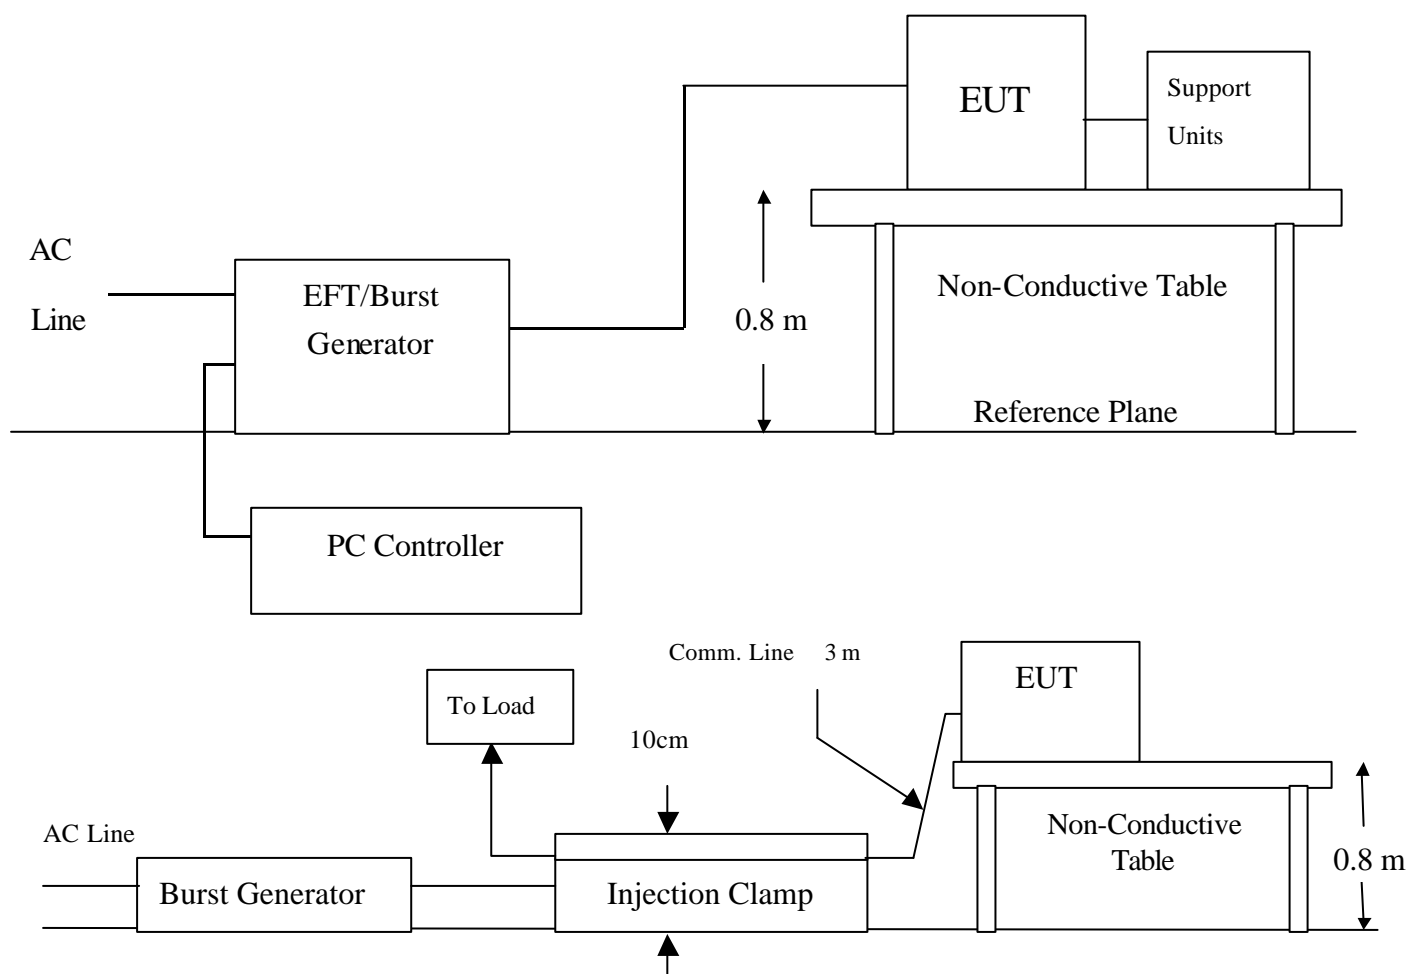 EUT
Support
Units
AC
Line
EFT/Burst
Generator
0.8 m
Non-Conductive Table
Reference Plane
PC Controller
Comm. Line 3 m
EUT
To Load
10cm
AC Line
Burst Generator
Injection Clamp
Non-Conductive
Table
0.8 m